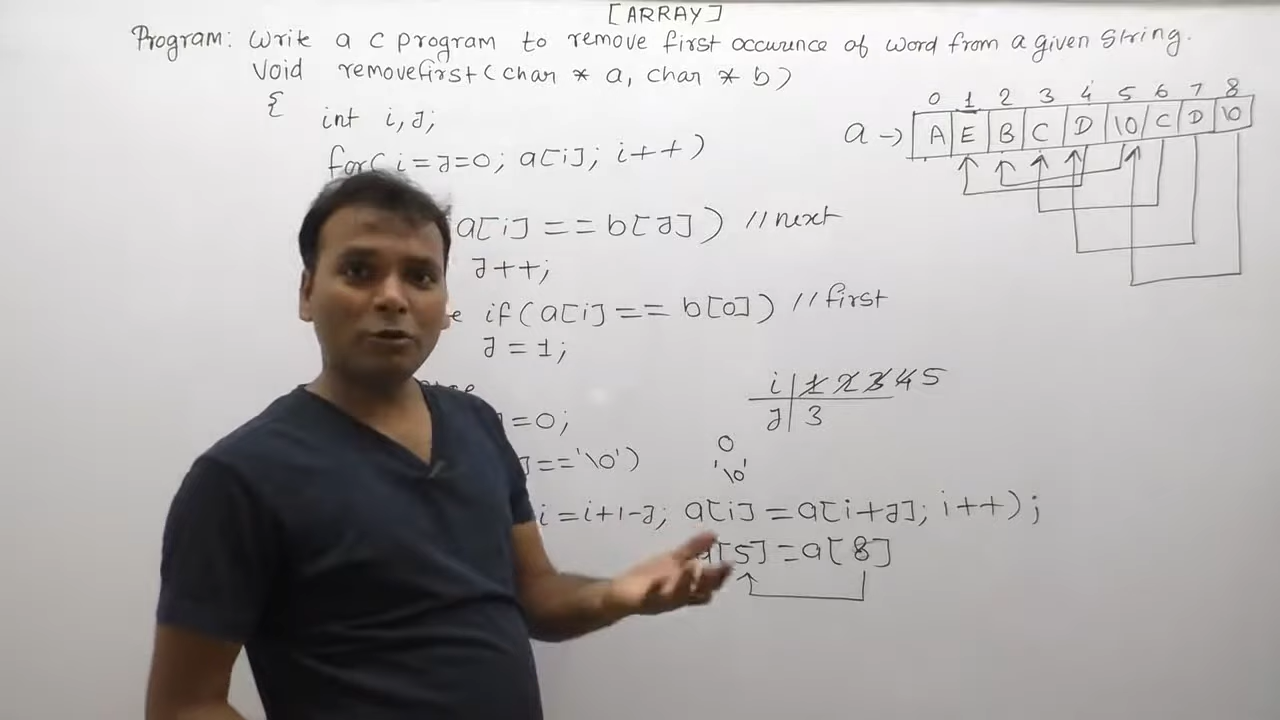 [ARRAY]
Program: Write a C program to remove first occurence of word from a given string.
Void removefirst(char * a, char * b)
{
int i,J;
for(i=J=0; a[i]; i++)
a[i]==b[J]) //next
J++;
e if(a[i]==b[0]) //first
J=1;
=0;
]=='\0')
i=i+1-J; a[i]=a[i+J]; i++);
a[5]=a[8]
0 1 2 3 4 5 6 7 8
a → A E B C D \0 C D \0
i 1 2 3 4 5
J 3
0
'\0'